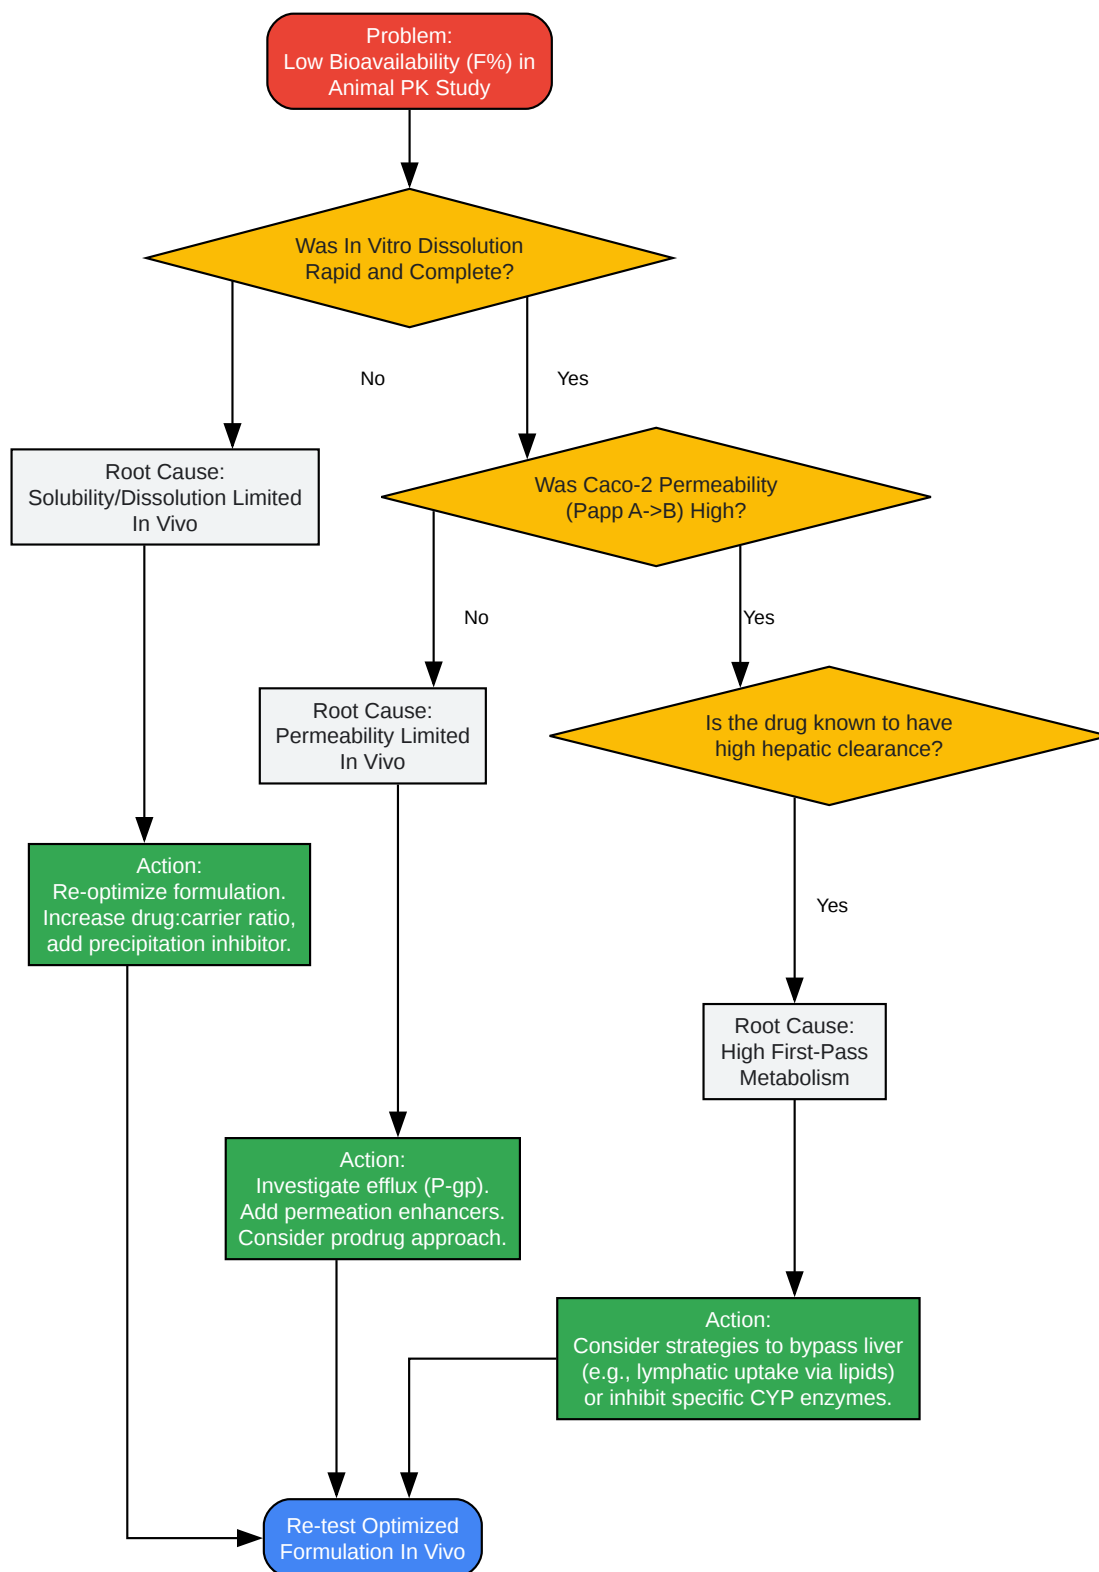 Problem:
Low Bioavailability (F%) in
Animal PK Study
Was In Vitro Dissolution
Rapid and Complete?
No
Yes
Root Cause:
Solubility/Dissolution Limited
In Vivo
Was Caco-2 Permeability
(Papp A->B) High?
No
Yes
Root Cause:
Permeability Limited
In Vivo
Is the drug known to have
high hepatic clearance?
Action:
Re-optimize formulation.
Increase drug:carrier ratio,
add precipitation inhibitor.
Yes
Root Cause:
High First-Pass
Metabolism
Action:
Investigate efflux (P-gp).
Add permeation enhancers.
Consider prodrug approach.
Action:
Consider strategies to bypass liver
(e.g., lymphatic uptake via lipids)
or inhibit specific CYP enzymes.
Re-test Optimized
Formulation In Vivo